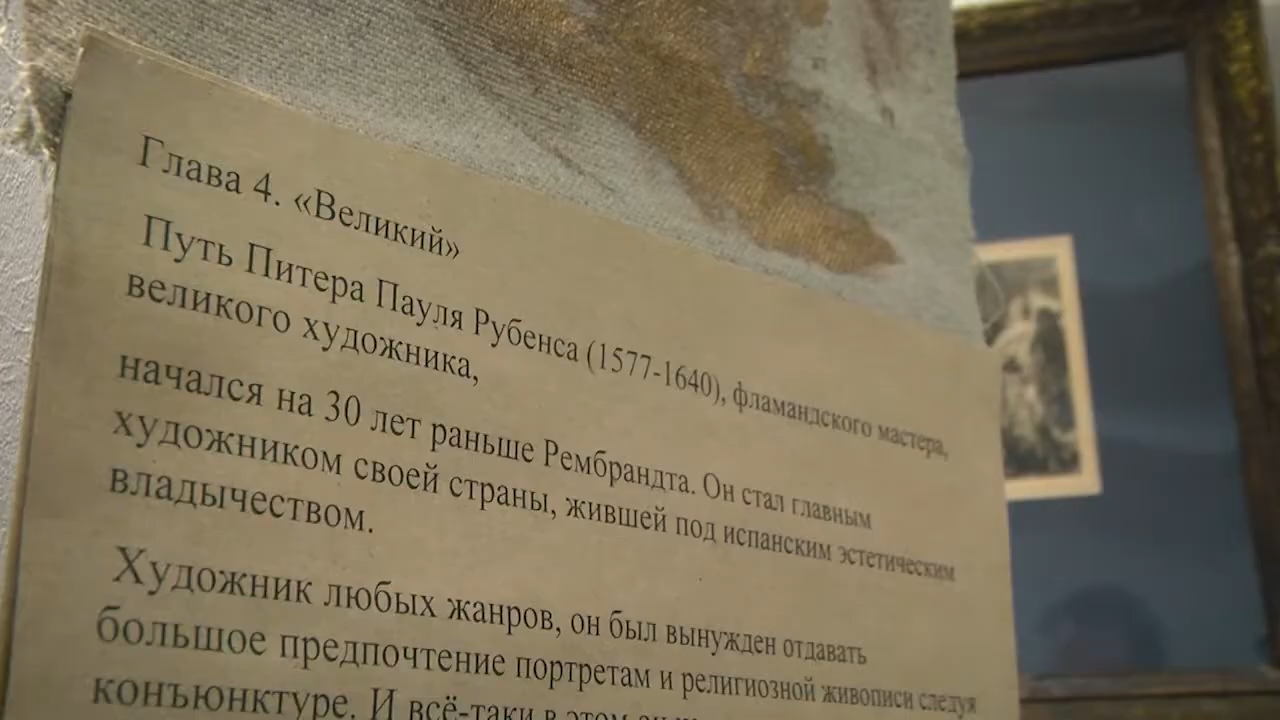 Глава 4. «Великий»
Путь Питера Пауля Рубенса (1577-1640), фламандского мастера,
великого художника,
начался на 30 лет раньше Рембрандта. Он стал главным
художником своей страны, жившей под испанским эстетическим
владычеством.
Художник любых жанров, он был вынужден отдавать
большое предпочтение портретам и религиозной живописи следуя
конъюнктуре. И всё-таки в этом